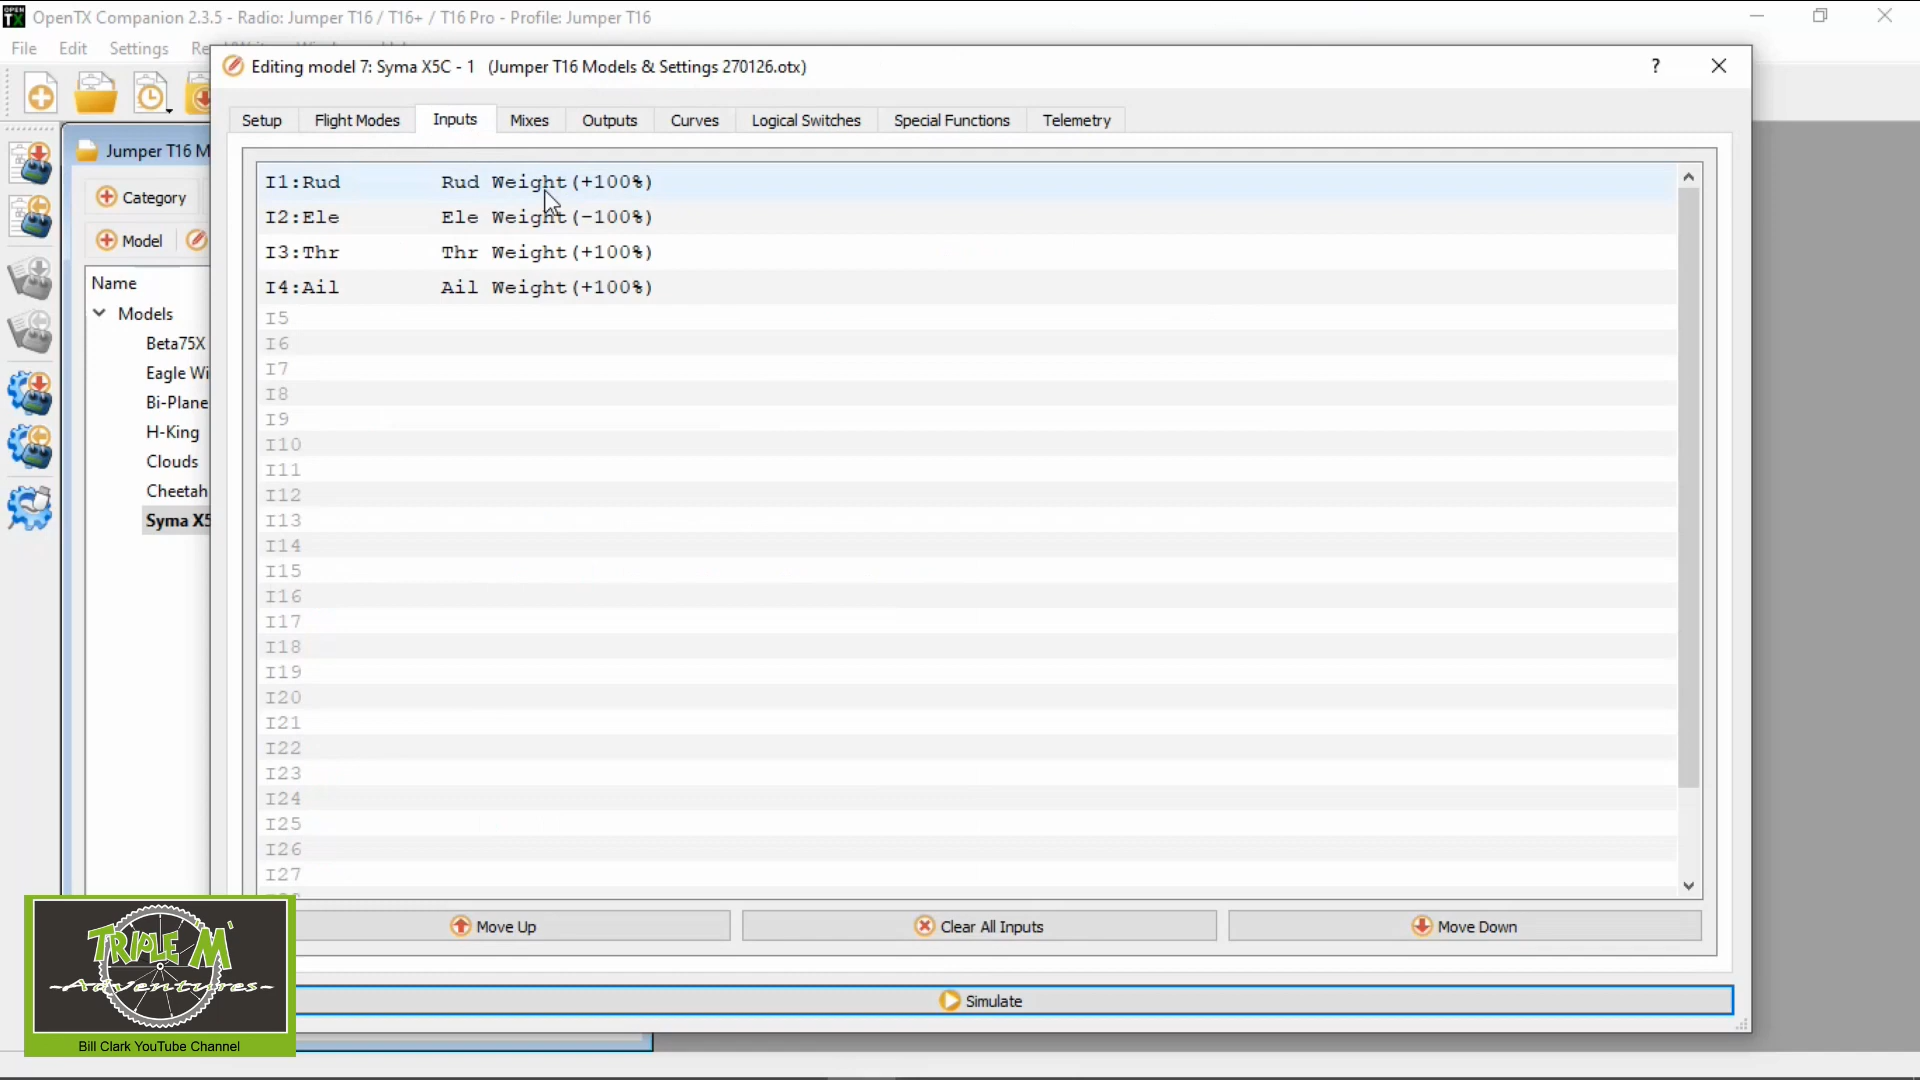 OpenTX Companion 2.3.5 - Radio: Jumper T16 / T16+ / T16 Pro - Profile: Jumper T16
File Edit Settings
Editing model 7: Syma X5C - 1 (Jumper T16 Models & Settings 270126.otx)
?
Setup Flight Modes Inputs Mixes Outputs Curves Logical Switches Special Functions Telemetry
Jumper T16 M
Category
Model
Name
Models
Beta75X
Eagle Wi
Bi-Plane
H-King
Clouds
Cheetah
Syma X5
I1:Rud Rud Weight(+100%)
I2:Ele Ele Weight(-100%)
I3:Thr Thr Weight(+100%)
I4:Ail Ail Weight(+100%)
I5
I6
I7
I8
I9
I10
I11
I12
I13
I14
I15
I16
I17
I18
I19
I20
I21
I22
I23
I24
I25
I26
I27
Move Up Clear All Inputs Move Down
Simulate
TRIPLE M'
-Adventures-
Bill Clark YouTube Channel